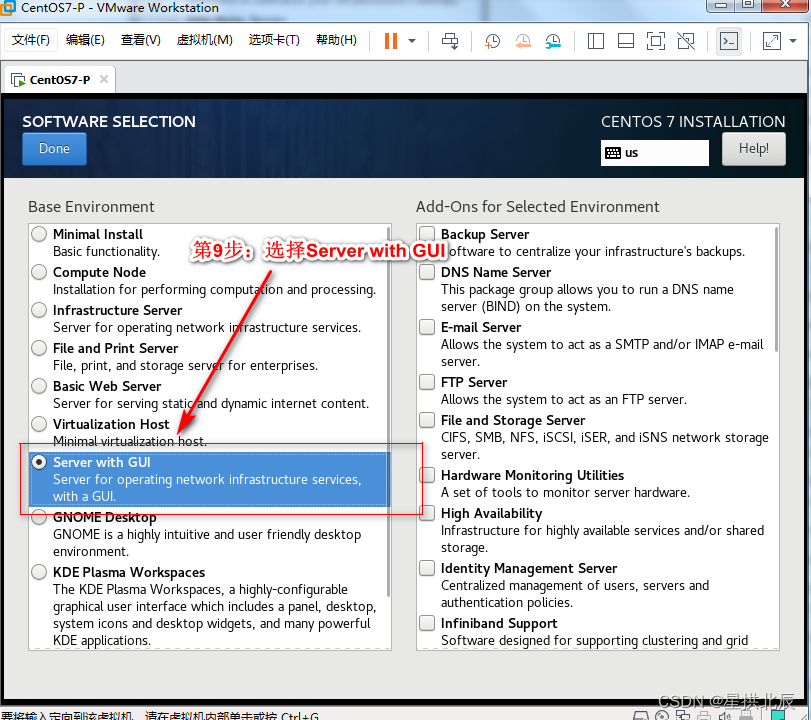 CentOS7-P - VMware Workstation
文件(F) 编辑(E) 查看(V) 虚拟机(M) 选项卡(T) 帮助(H)
CentOS7-P
SOFTWARE SELECTION
CENTOS 7 INSTALLATION
Done
us
Help!
Base Environment
Minimal Install
Basic functionality.
Compute Node
Installation for performing computation and processing.
Infrastructure Server
Server for operating network infrastructure services.
File and Print Server
File, print, and storage server for enterprises.
Basic Web Server
Server for serving static and dynamic internet content.
Virtualization Host
Minimal virtualization host.
Server with GUI
Server for operating network infrastructure services,
with a GUI.
GNOME Desktop
GNOME is a highly intuitive and user friendly desktop
environment.
KDE Plasma Workspaces
The KDE Plasma Workspaces, a highly-configurable
graphical user interface which includes a panel, desktop,
system icons and desktop widgets, and many powerful
KDE applications.
第9步：选择Server with GUI
Add-Ons for Selected Environment
Backup Server
Software to centralize your infrastructure's backups.
DNS Name Server
This package group allows you to run a DNS name
server (BIND) on the system.
E-mail Server
Allows the system to act as a SMTP and/or IMAP e-mail
server.
FTP Server
Allows the system to act as an FTP server.
File and Storage Server
CIFS, SMB, NFS, iSCSI, iSER, and iSNS network storage
server.
Hardware Monitoring Utilities
A set of tools to monitor server hardware.
High Availability
Infrastructure for highly available services and/or shared
storage.
Identity Management Server
Centralized management of users, servers and
authentication policies.
Infiniband Support
Software designed for supporting clustering and grid
要将输入定向到该虚拟机，请在虚拟机内部单击或按 Ctrl+G
CSDN @星拱北辰